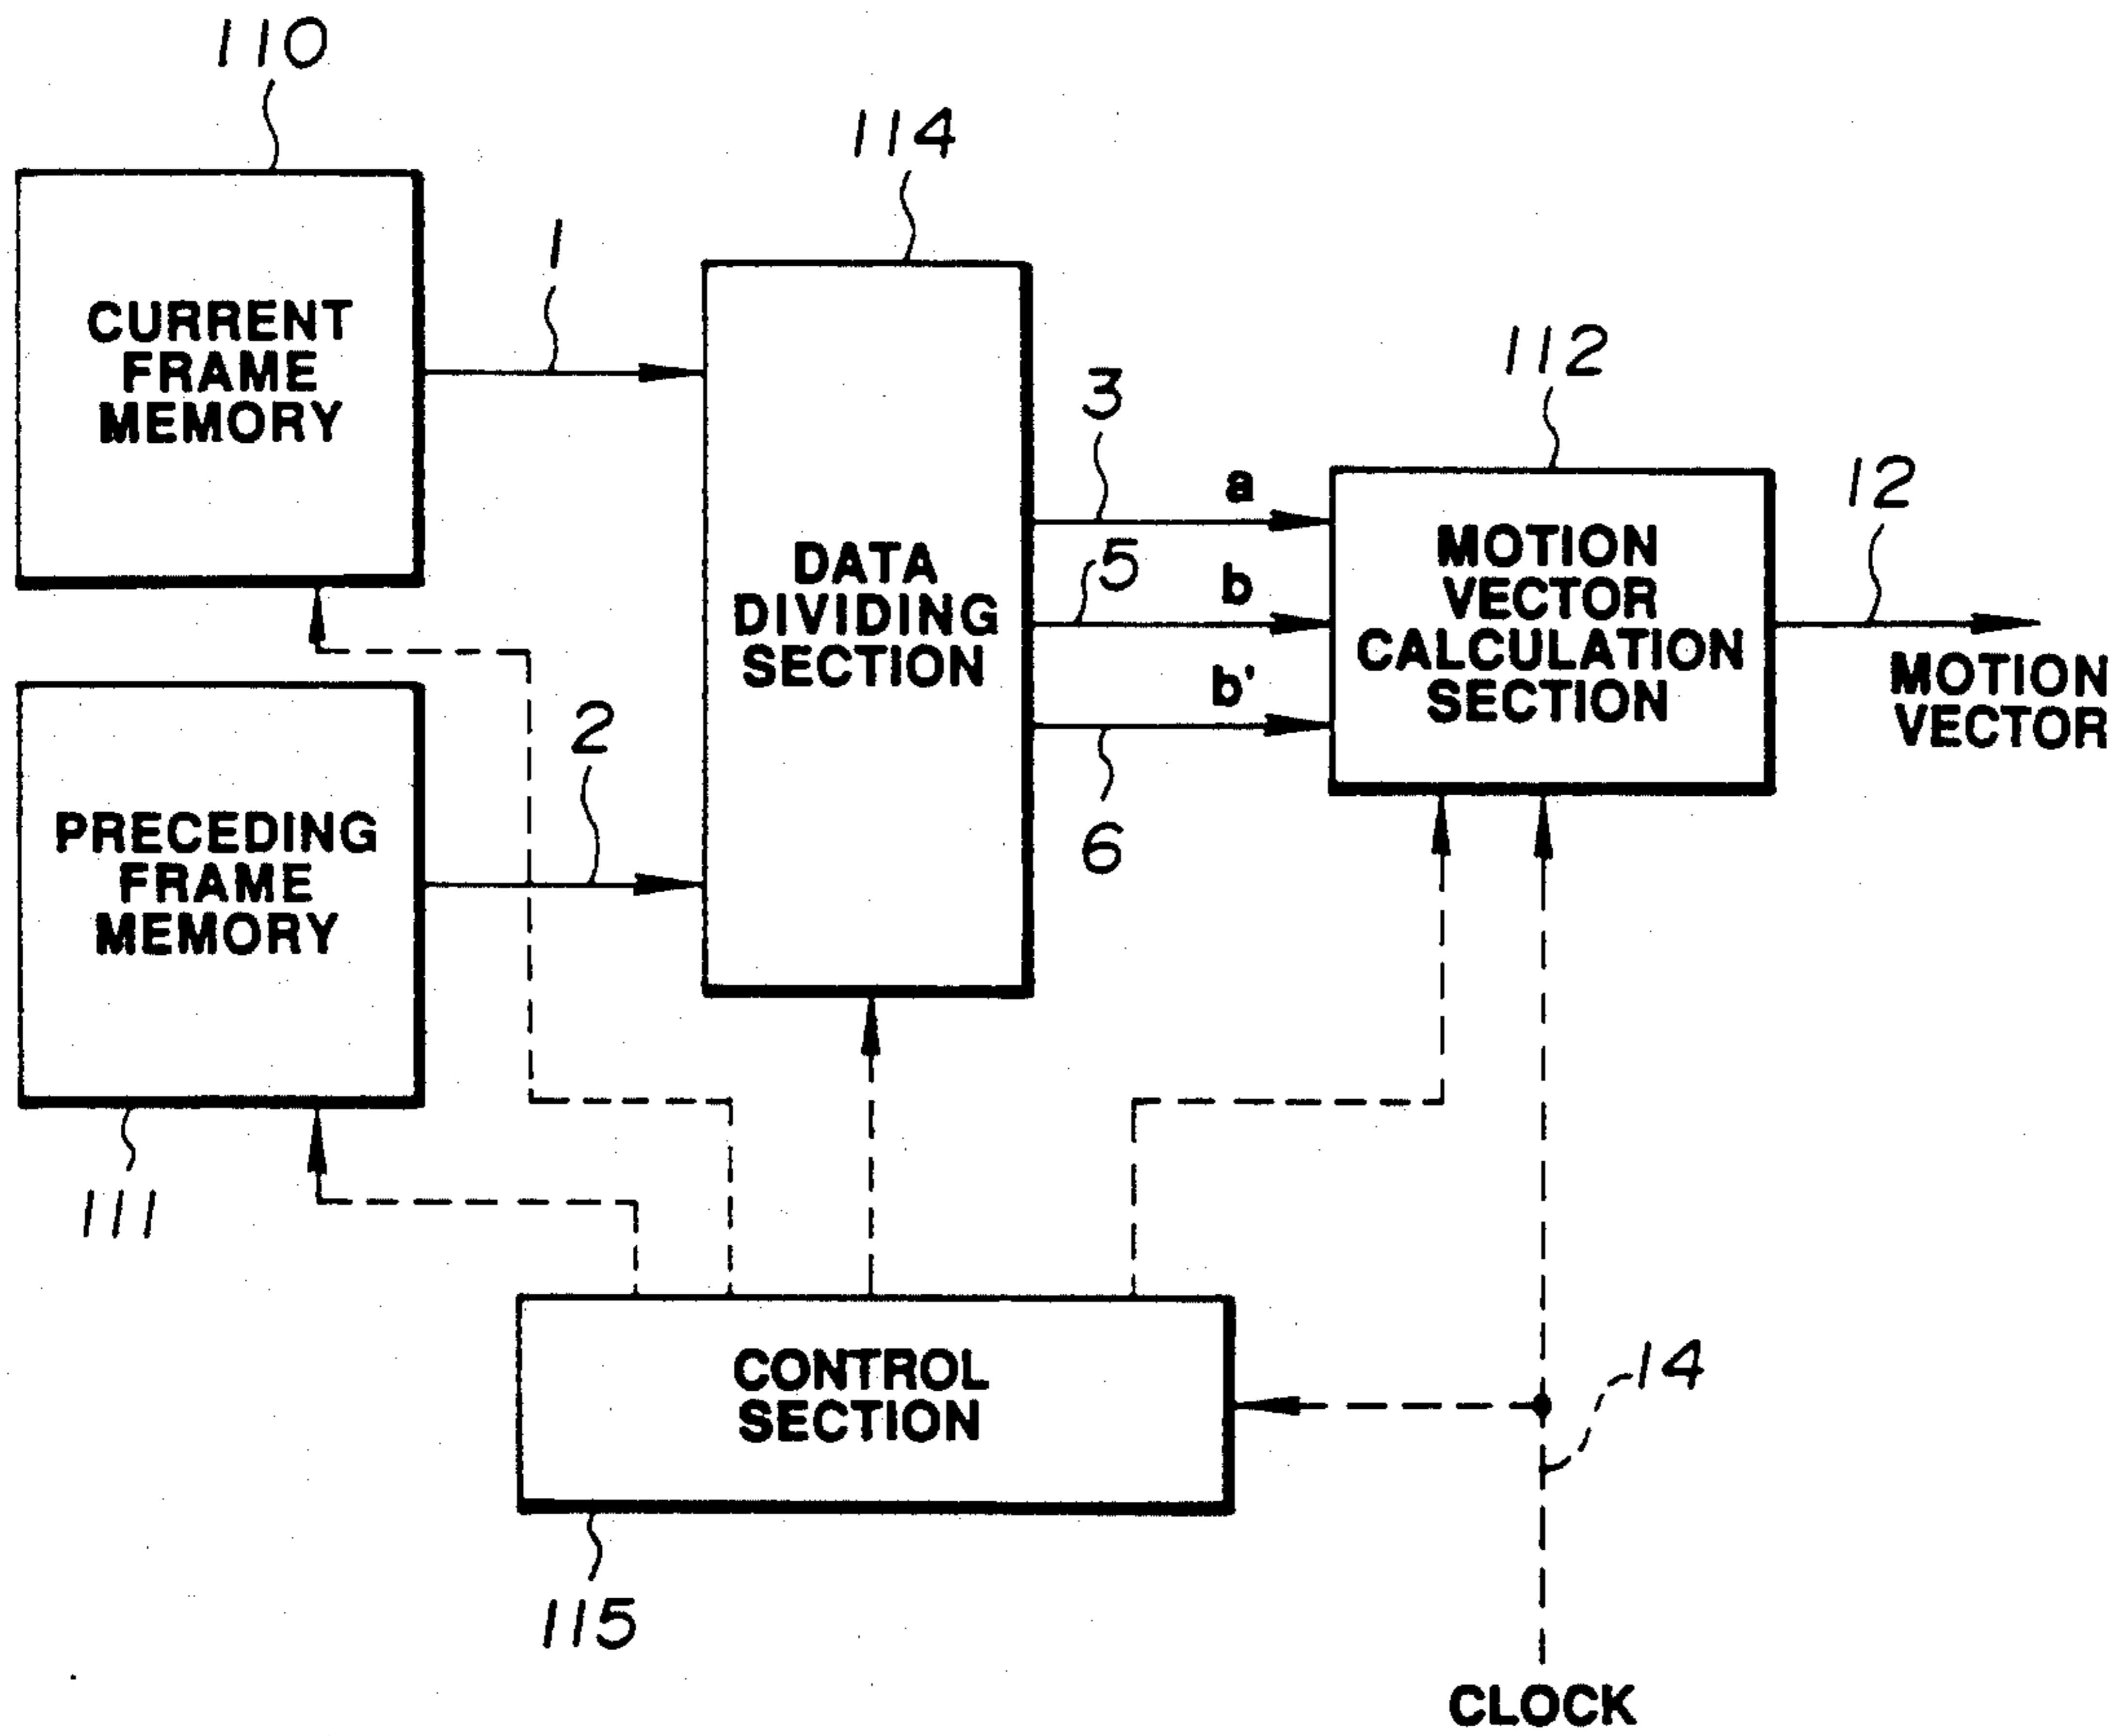 110
114
1
CURRENT
FRAME
MEMORY
112
3
a
12
5
b
DATA
DIVIDING
SECTION
MOTION
VECTOR
CALCULATION
SECTION
b'
MOTION
VECTOR
2
6
PRECEDING
FRAME
MEMORY
111
CONTROL
SECTION
14
115
CLOCK